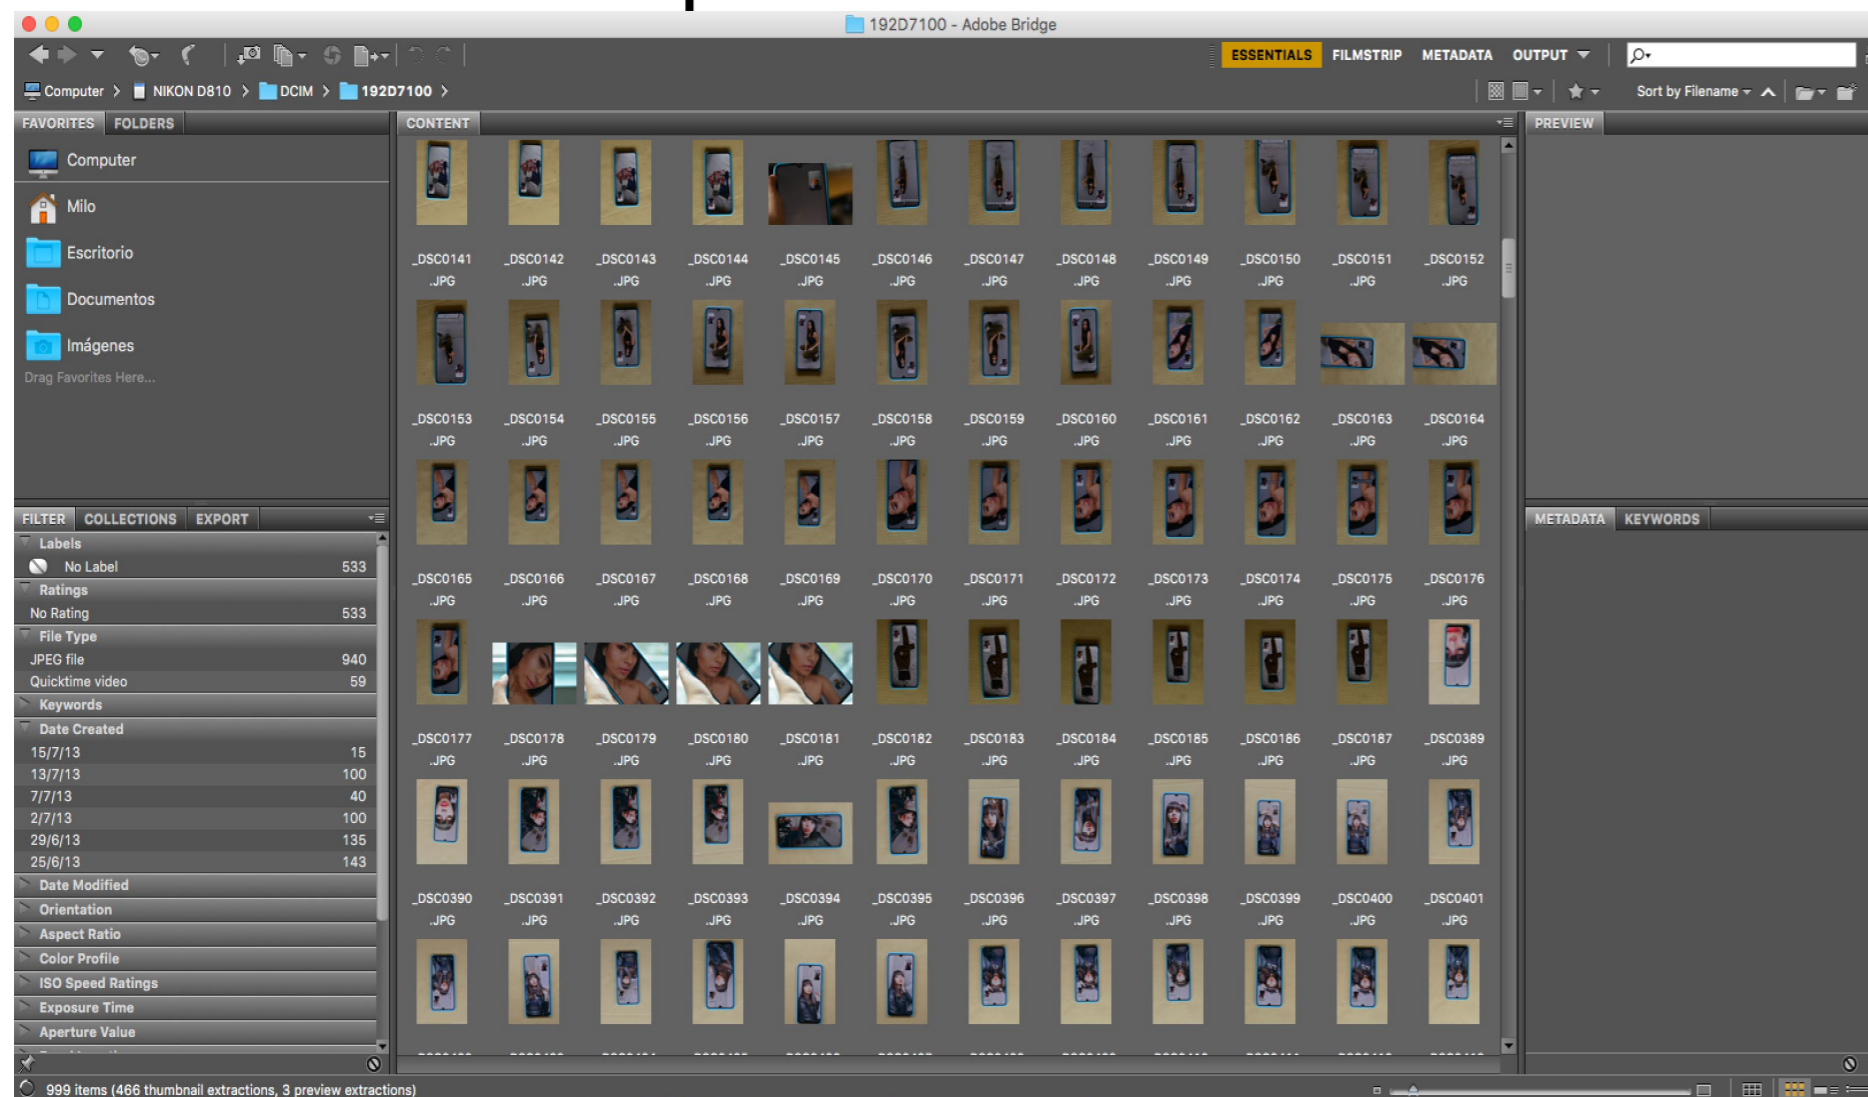 192D7100 - Adobe Bridge
ESSENTIALS FILMSTRIP METADATA OUTPUT
Computer NIKON D810 DCIM 192D7100
Sort by Filename
FAVORITES FOLDERS
Computer
Milo
Escritorio
Documentos
Imágenes
Drag Favorites Here...
FILTER COLLECTIONS EXPORT
Labels
No Label 533
Ratings
No Rating 533
File Type
JPEG file 940
Quicktime video 59
Keywords
Date Created
15/7/13 15
13/7/13 100
7/7/13 40
2/7/13 100
29/6/13 135
25/6/13 143
Date Modified
Orientation
Aspect Ratio
Color Profile
ISO Speed Ratings
Exposure Time
Aperture Value
CONTENT
_DSC0141 _DSC0142 _DSC0143 _DSC0144 _DSC0145 _DSC0146 _DSC0147 _DSC0148 _DSC0149 _DSC0150 _DSC0151 _DSC0152
.JPG .JPG .JPG .JPG .JPG .JPG .JPG .JPG .JPG .JPG .JPG .JPG
_DSC0153 _DSC0154 _DSC0155 _DSC0156 _DSC0157 _DSC0158 _DSC0159 _DSC0160 _DSC0161 _DSC0162 _DSC0163 _DSC0164
.JPG .JPG .JPG .JPG .JPG .JPG .JPG .JPG .JPG .JPG .JPG .JPG
_DSC0165 _DSC0166 _DSC0167 _DSC0168 _DSC0169 _DSC0170 _DSC0171 _DSC0172 _DSC0173 _DSC0174 _DSC0175 _DSC0176
.JPG .JPG .JPG .JPG .JPG .JPG .JPG .JPG .JPG .JPG .JPG .JPG
_DSC0177 _DSC0178 _DSC0179 _DSC0180 _DSC0181 _DSC0182 _DSC0183 _DSC0184 _DSC0185 _DSC0186 _DSC0187 _DSC0389
.JPG .JPG .JPG .JPG .JPG .JPG .JPG .JPG .JPG .JPG .JPG .JPG
_DSC0390 _DSC0391 _DSC0392 _DSC0393 _DSC0394 _DSC0395 _DSC0396 _DSC0397 _DSC0398 _DSC0399 _DSC0400 _DSC0401
.JPG .JPG .JPG .JPG .JPG .JPG .JPG .JPG .JPG .JPG .JPG .JPG
PREVIEW
METADATA KEYWORDS
999 items (466 thumbnail extractions, 3 preview extractions)